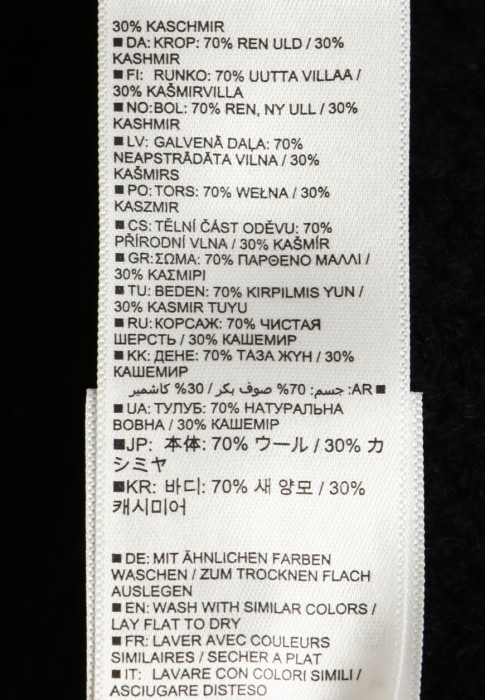 30% KASCHMIR
■DA: KROP: 70% REN ULD / 30%
KASHMIR
■FI: RUNKO: 70% UUTTA VILLAA /
30% KAŠMIRVILLA
■NO:BOL: 70% REN, NY ULL / 30%
KASHMIR
■LV: GALVENĀ DAĻA: 70%
NEAPSTRĀDĀTA VILNA / 30%
KAŠMIRS
■PO: TORS: 70% WEŁNA / 30%
KASZMIR
■CS: TĚLNÍ ČÁST ODĚVU: 70%
PŘÍRODNÍ VLNA / 30% KAŠMÍR
■GR:ΣΩΜΑ: 70% ΠΑΡΘΕΝΟ ΜΑΛΛΙ /
30% ΚΑΣΜΙΡΙ
■TU: BEDEN: 70% KIRPILMIS YUN /
30% KASMIR TUYU
■RU: КОРСАЖ: 70% ЧИСТАЯ
ШЕРСТЬ / 30% КАШЕМИР
■KK: ДЕНЕ: 70% ТАЗА ЖҮН / 30%
КАШЕМИР
■AR: جسم: 70% صوف بكر / 30% كاشمير
■UA: ТУЛУБ: 70% НАТУРАЛЬНА
ВОВНА / 30% КАШЕМІР
■JP: 本体: 70% ウール / 30% カ
シミヤ
■KR: 바디: 70% 새 양모 / 30%
캐시미어
■DE: MIT ÄHNLICHEN FARBEN
WASCHEN / ZUM TROCKNEN FLACH
AUSLEGEN
■EN: WASH WITH SIMILAR COLORS /
LAY FLAT TO DRY
■FR: LAVER AVEC COULEURS
SIMILAIRES / SECHER A PLAT
■IT: LAVARE CON COLORI SIMILI /
ASCIUGARE DISTESO